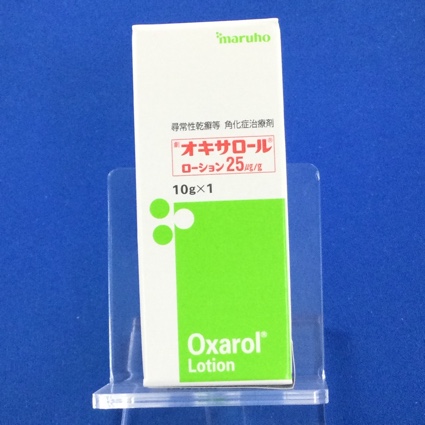 maruho
尋常性乾癬等 角化症治療剤
劇 オキサロール®
ローション25μg/g
10g×1
Oxarol®
Lotion